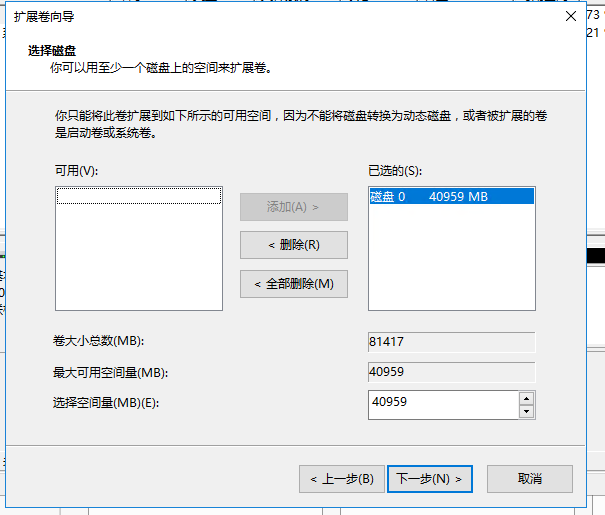 扩展卷向导
73
选择磁盘
你可以用至少一个磁盘上的空间来扩展卷。
21
你只能将此卷扩展到如下所示的可用空间，因为不能将磁盘转换为动态磁盘，或者被扩展的卷
是启动卷或系统卷。
可用(V):
已选的(S):
磁盘 0 40959 MB
添加(A) >
< 删除(R)
< 全部删除(M)
卷大小总数(MB): 81417
最大可用空间量(MB): 40959
选择空间量(MB)(E): 40959
< 上一步(B) 下一步(N) > 取消